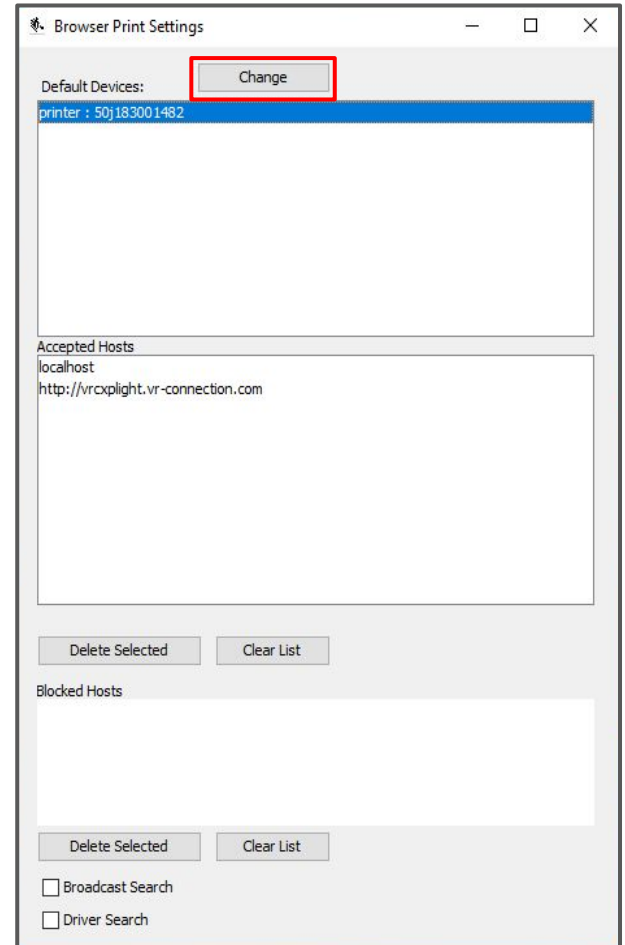 Browser Print Settings
Default Devices:
Change
printer : 50j183001482
Accepted Hosts
localhost
http://vrcxplight.vr-connection.com
Delete Selected
Clear List
Blocked Hosts
Delete Selected
Clear List
Broadcast Search
Driver Search